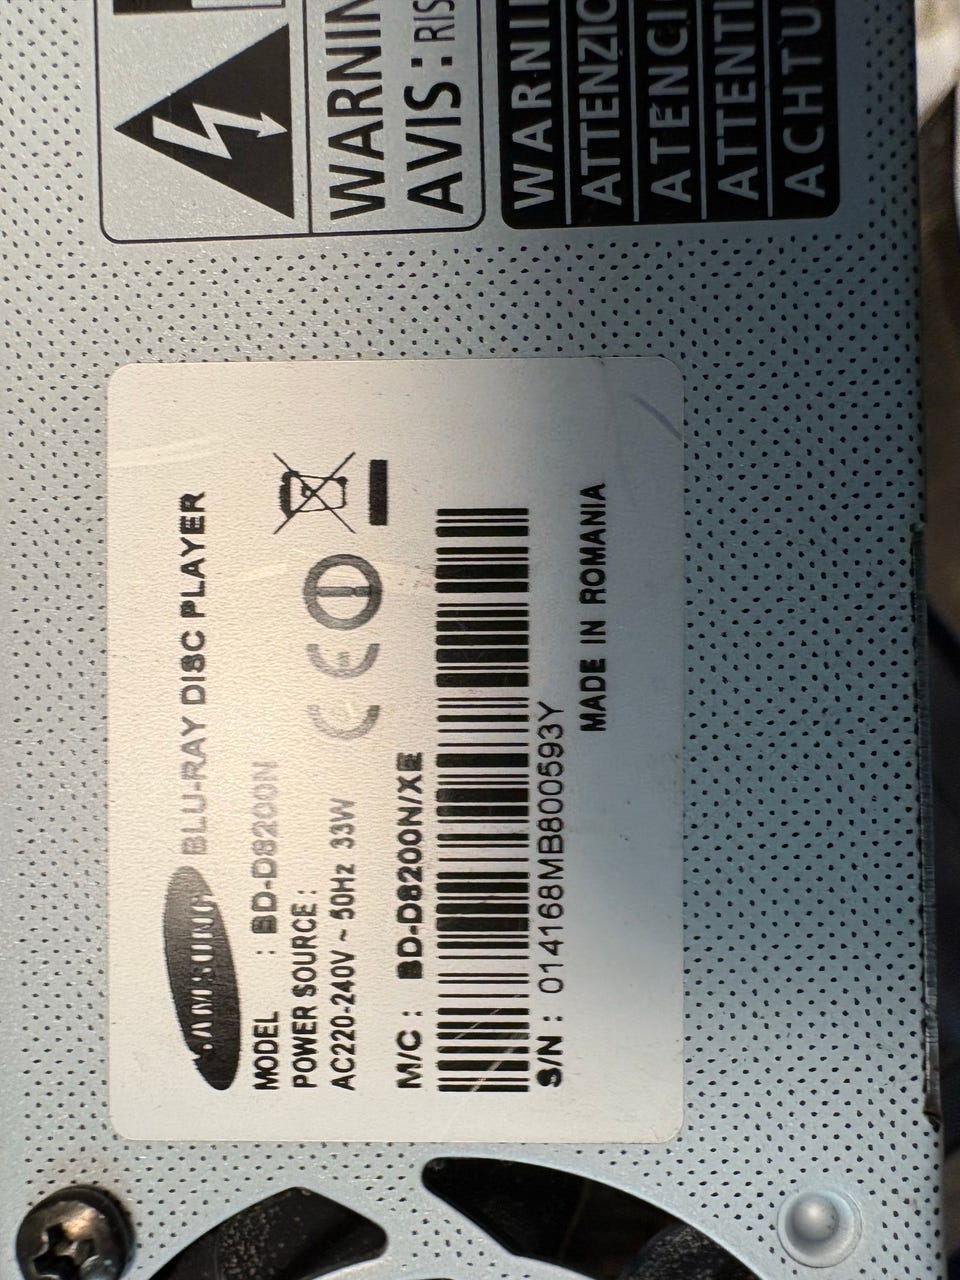 WARNIN
AVIS : RIS
WARNI
ATTENZIO
ATENCI
ATTENTI
ACHTU
SAMSUNG BLU-RAY DISC PLAYER
MODEL : BD-D8200N
POWER SOURCE :
AC220-240V ~ 50Hz 33W
CE
M/C : BD-D8200N/XE
S/N : 014168MB800593Y
MADE IN ROMANIA